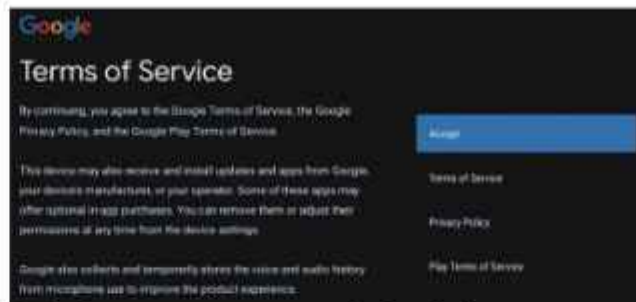 Google
Terms of Service
By continuing, you agree to the Google Terms of Service, the Google
Privacy Policy, and the Google Play Terms of Service.
This device may also receive and install updates and apps from Google,
your device's manufacturer, or your operator. Some of these apps may
offer optional in-app purchases. You can remove them or adjust their
permissions at any time from the device settings.
Google also collects and temporarily stores the voice and audio history
from microphone use to improve the product experience.
Accept
Terms of Service
Privacy Policy
Play Terms of Service